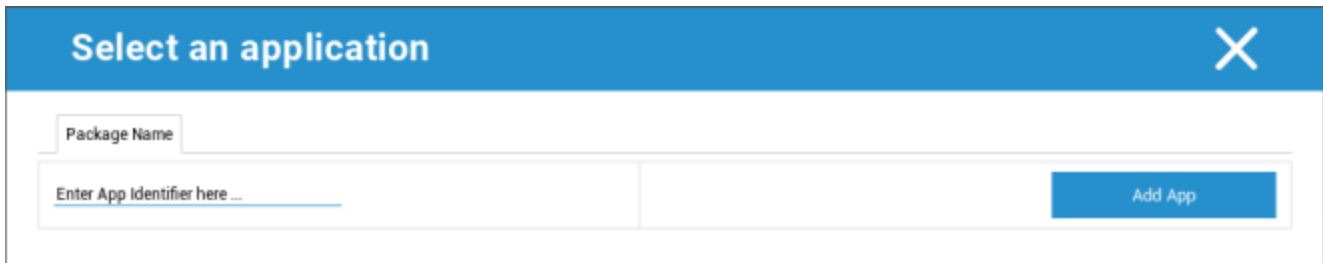 Select an application
Package Name
Enter App Identifier here ...
Add App